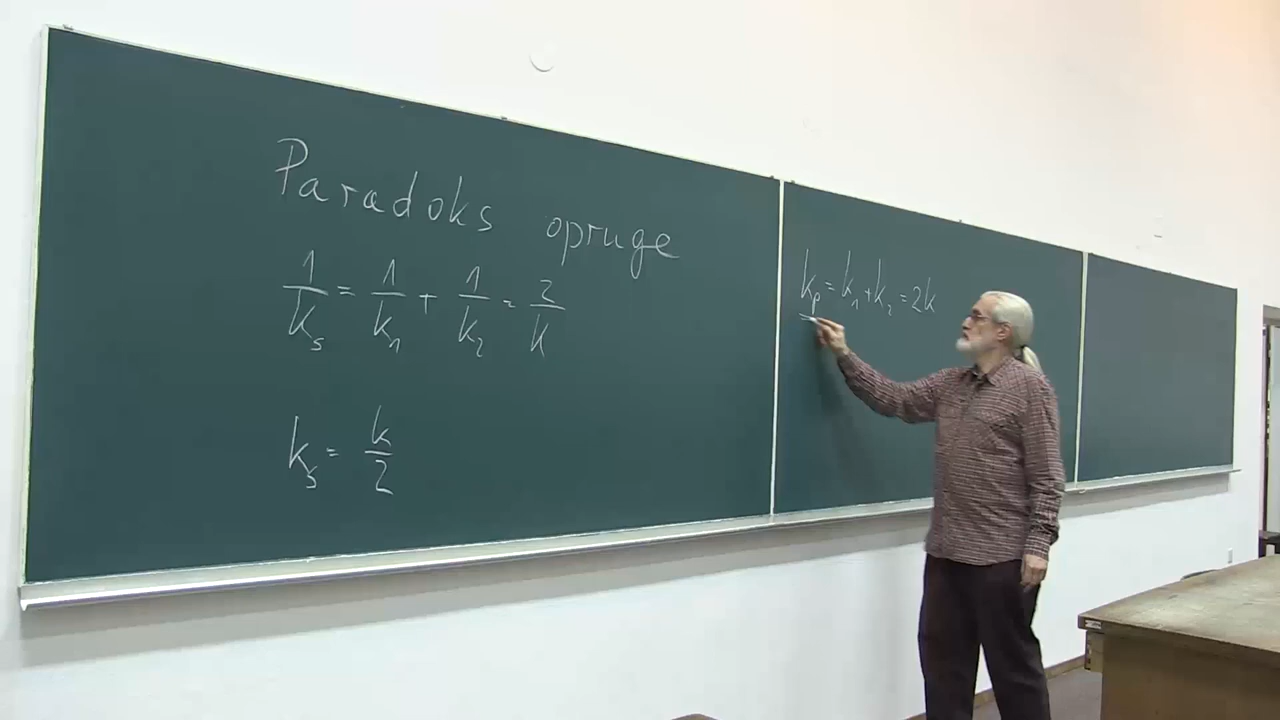 Paradoks opruge
1/kₛ = 1/k₁ + 1/k₂ = 2/k
kₛ = k/2
kₚ = k₁ + k₂ = 2k